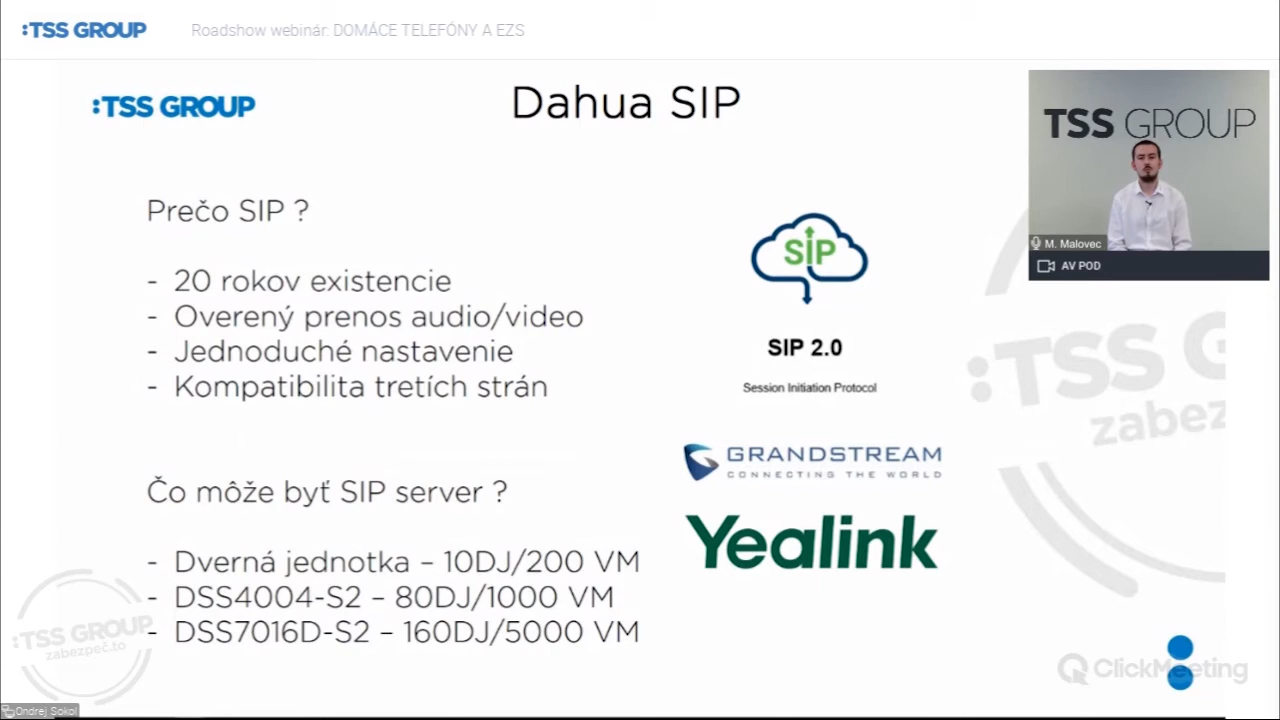 :TSS GROUP
Roadshow webinár: DOMÁCE TELEFÓNY A EZS
:TSS GROUP
Dahua SIP
TSS GROUP
M. Malovec
AV POD
Prečo SIP ?
- 20 rokov existencie
- Overený prenos audio/video
- Jednoduché nastavenie
- Kompatibilita tretích strán
SIP
SIP 2.0
Session Initiation Protocol
GRANDSTREAM
CONNECTING THE WORLD
Yealink
:TSS G
zabezp
Čo môže byť SIP server ?
- Dverná jednotka – 10DJ/200 VM
- DSS4004-S2 – 80DJ/1000 VM
- DSS7016D-S2 – 160DJ/5000 VM
:TSS GROUP
zabezpeč.to
ClickMeeting
Ondrej Sokol